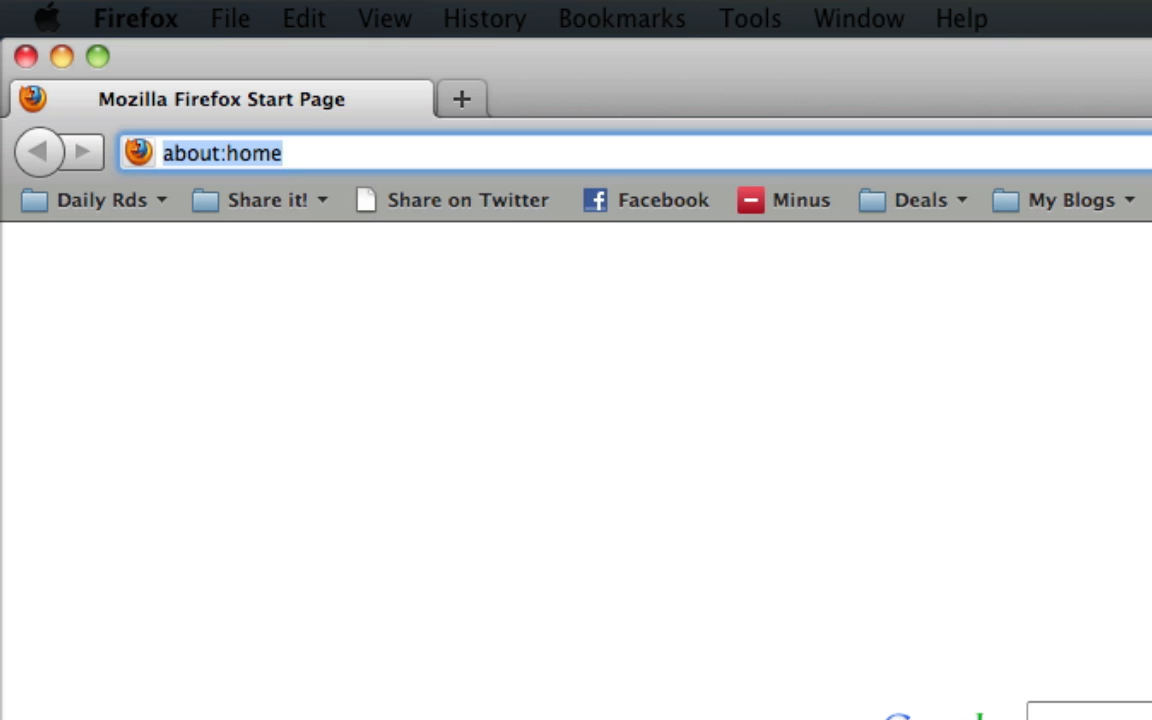 Firefox File Edit View History Bookmarks Tools Window Help
Mozilla Firefox Start Page
about:home
Daily Rds Share it! Share on Twitter Facebook Minus Deals My Blogs